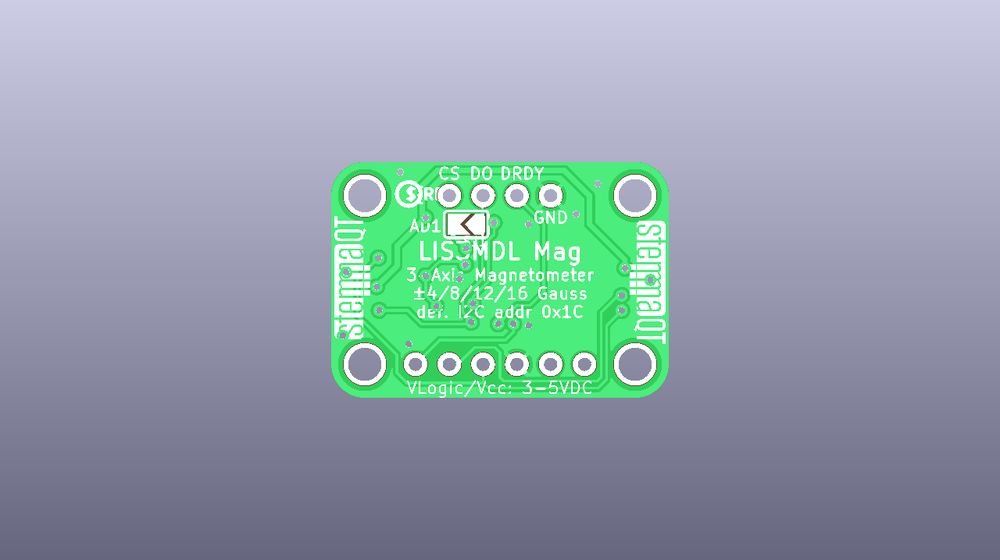 CS DO DRDY
AD1
GND
LIS3MDL Mag
3-Axis Magnetometer
±4/8/12/16 Gauss
def. I2C addr 0x1C
stemmaQT
stemmaQT
VLogic/Vcc: 3-5VDC